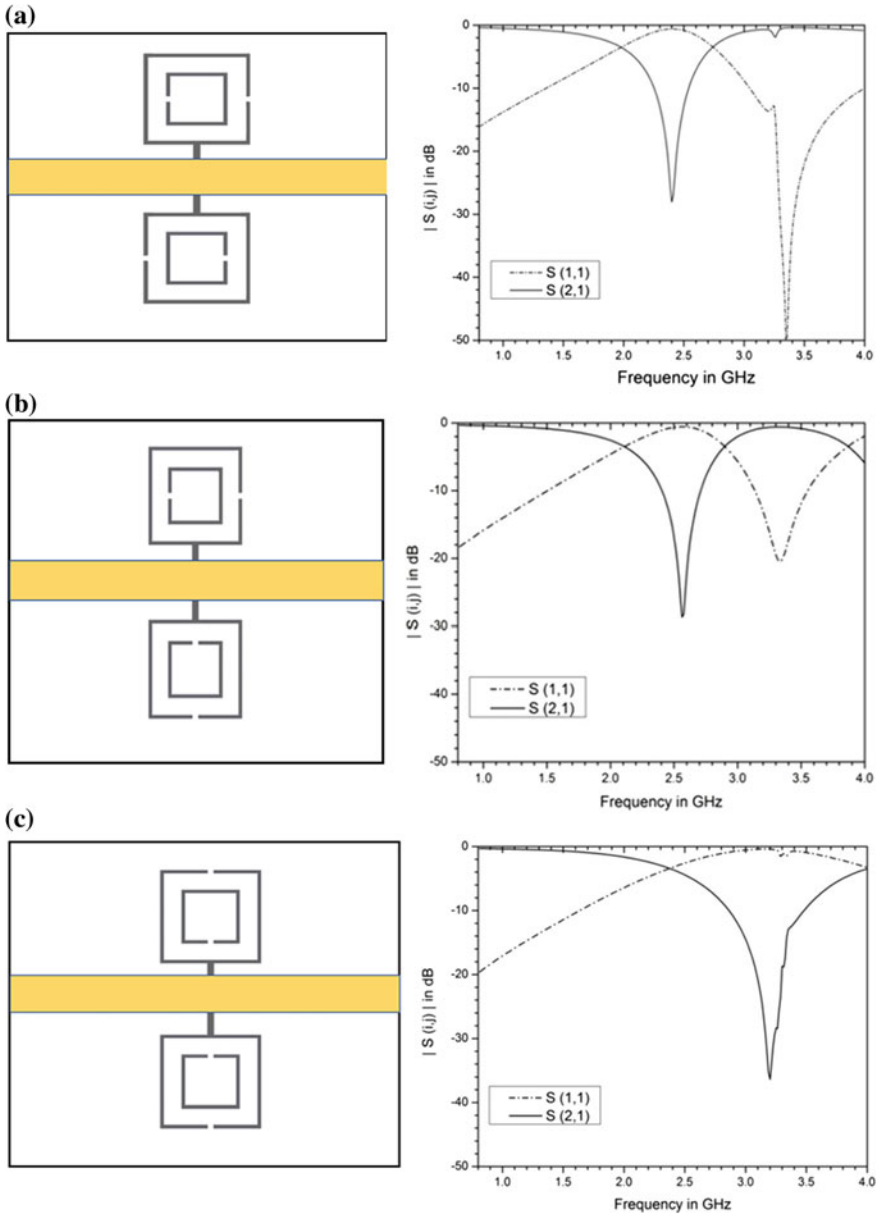 (a)
0
-10
-20
-30
-40
-50
| S (i,j) | in dB
S (1,1)
S (2,1)
1.0 1.5 2.0 2.5 3.0 3.5 4.0
Frequency in GHz
(b)
0
-10
-20
-30
-40
-50
| S (i,j) | in dB
S (1,1)
S (2,1)
1.0 1.5 2.0 2.5 3.0 3.5 4.0
Frequency in GHz
(c)
0
-10
-20
-30
-40
-50
| S (i,j) | in dB
S (1,1)
S (2,1)
1.0 1.5 2.0 2.5 3.0 3.5 4.0
Frequency in GHz